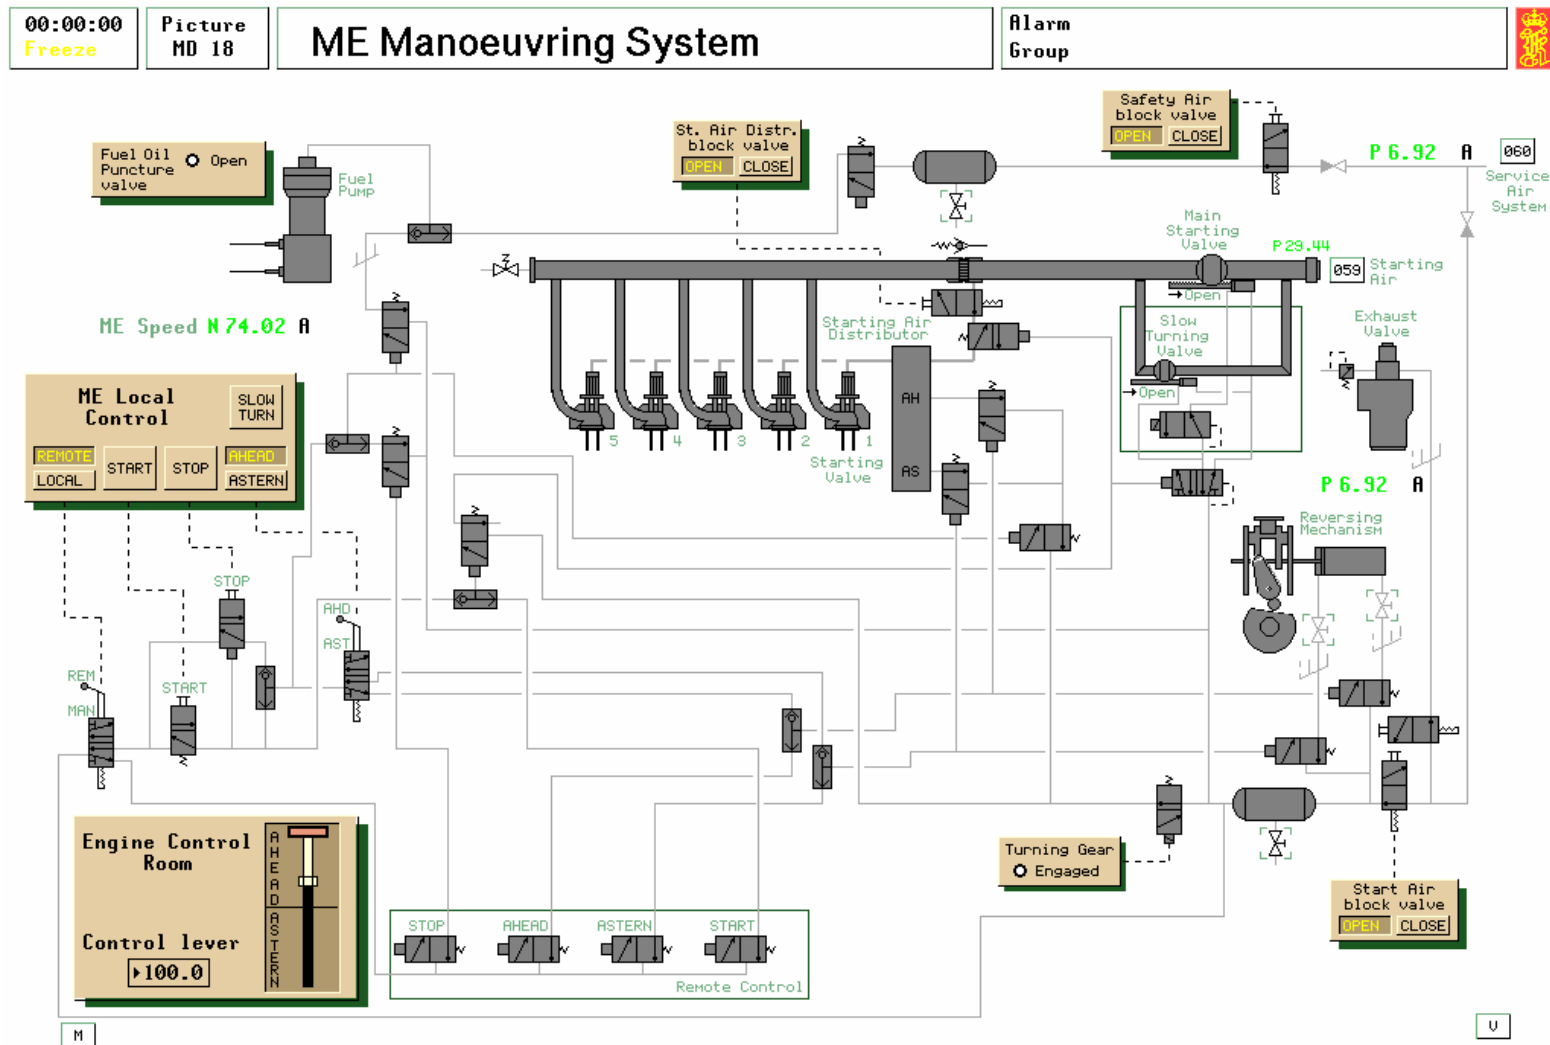 00:00:00
Freeze
Picture
MD 18
ME Manoeuvring System
Alarm
Group
Safety Air
block valve
OPEN CLOSE
St. Air Distr.
block valve
OPEN CLOSE
Fuel Oil
Puncture
valve
Open
Fuel
Pump
P 6.92 A
060
Service
Air
System
Main
Starting
Valve
P 29.44
059
Starting
Air
Open
Z
ME Speed N 74.02 A
Starting Air
Distributor
Slow
Turning
Valve
Open
Exhaust
Valve
ME Local
Control
SLOW
TURN
REMOTE
LOCAL
START
STOP
AHEAD
ASTERN
AH
AS
5 4 3 2 1
Starting
Valve
P 6.92 A
Reversing
Mechanism
STOP
AHD
AST
REM
MAN
START
Engine Control
Room
AHEAD
ASTERN
Control lever
100.0
Turning Gear
Engaged
Start Air
block valve
OPEN CLOSE
STOP AHEAD ASTERN START
Remote Control
M
V